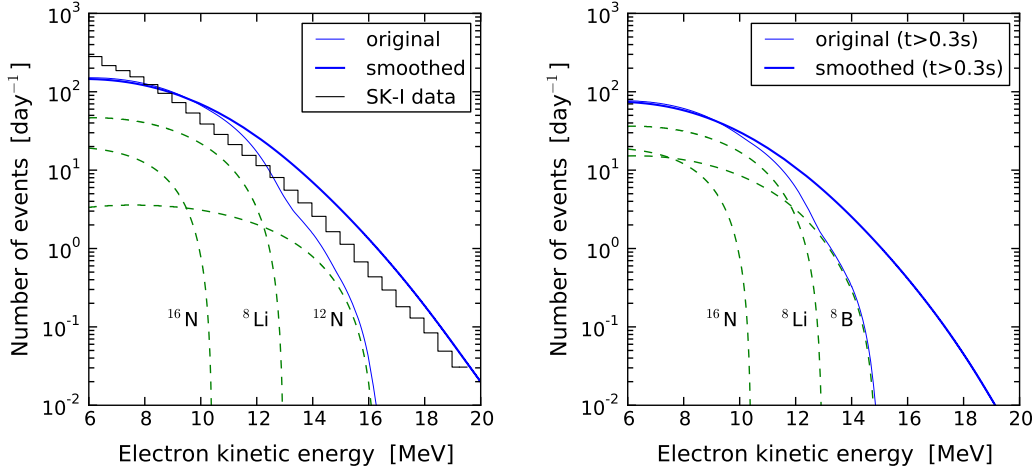 10³
10²
10¹
10⁰
10⁻¹
10⁻²
Number of events [day⁻¹]
original
smoothed
SK-I data
¹⁶N
⁸Li
¹²N
6 8 10 12 14 16 18 20
Electron kinetic energy [MeV]
10³
10²
10¹
10⁰
10⁻¹
10⁻²
Number of events [day⁻¹]
original (t>0.3s)
smoothed (t>0.3s)
¹⁶N
⁸Li
⁸B
6 8 10 12 14 16 18 20
Electron kinetic energy [MeV]